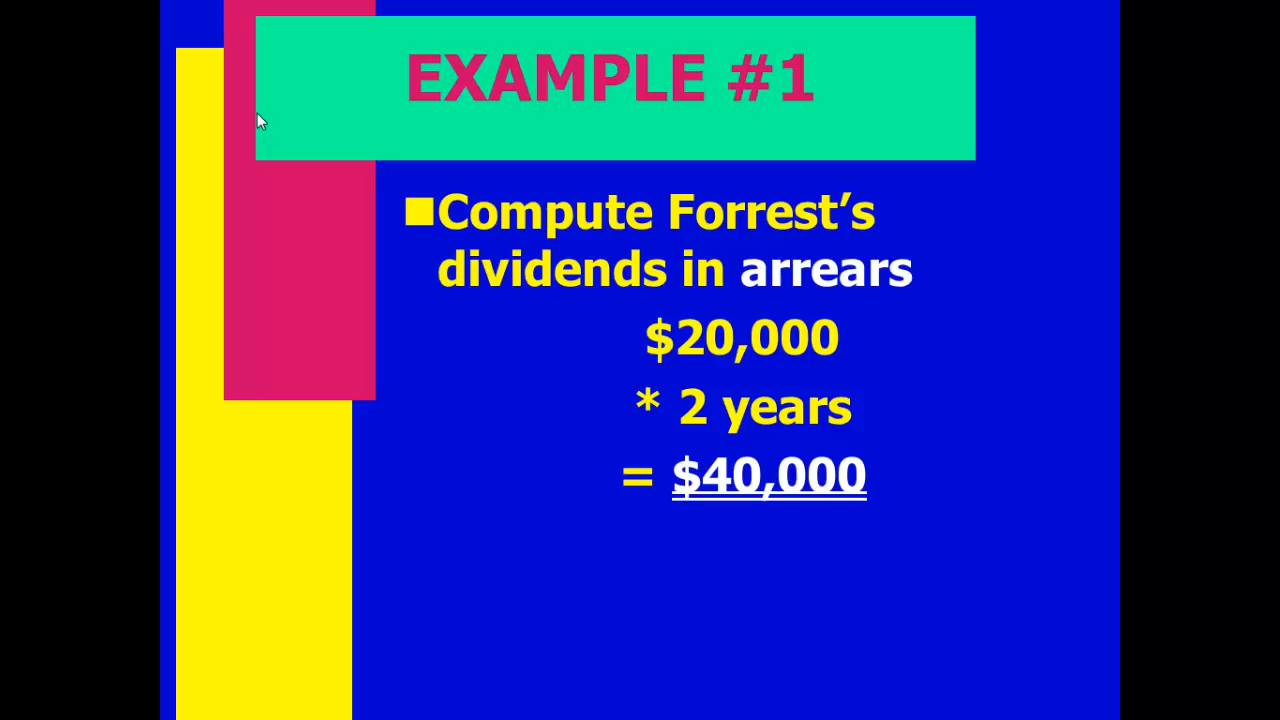 EXAMPLE #1
■Compute Forrest’s
dividends in arrears
$20,000
* 2 years
= $40,000